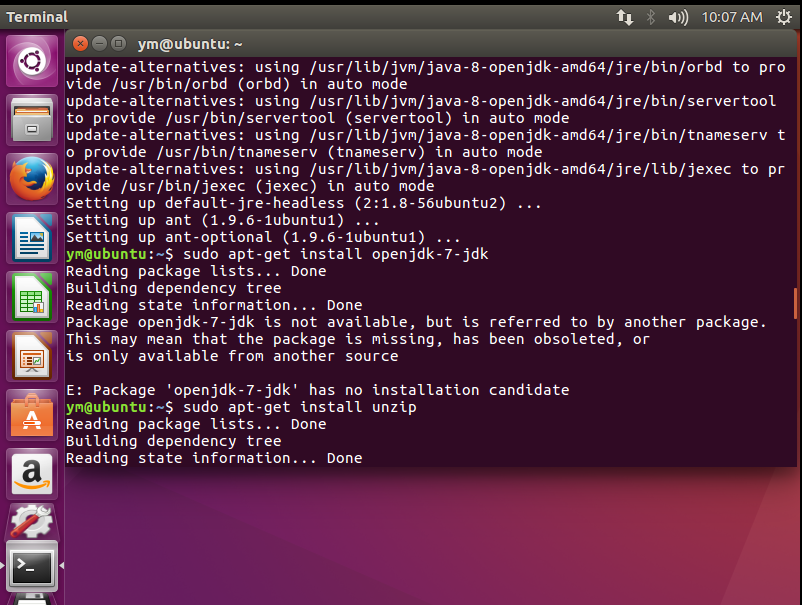 Terminal
10:07 AM
ym@ubuntu: ~
update-alternatives: using /usr/lib/jvm/java-8-openjdk-amd64/jre/bin/orbd to pro
vide /usr/bin/orbd (orbd) in auto mode
update-alternatives: using /usr/lib/jvm/java-8-openjdk-amd64/jre/bin/servertool
to provide /usr/bin/servertool (servertool) in auto mode
update-alternatives: using /usr/lib/jvm/java-8-openjdk-amd64/jre/bin/tnameserv t
o provide /usr/bin/tnameserv (tnameserv) in auto mode
update-alternatives: using /usr/lib/jvm/java-8-openjdk-amd64/jre/lib/jexec to pr
ovide /usr/bin/jexec (jexec) in auto mode
Setting up default-jre-headless (2:1.8-56ubuntu2) ...
Setting up ant (1.9.6-1ubuntu1) ...
Setting up ant-optional (1.9.6-1ubuntu1) ...
ym@ubuntu:~$ sudo apt-get install openjdk-7-jdk
Reading package lists... Done
Building dependency tree
Reading state information... Done
Package openjdk-7-jdk is not available, but is referred to by another package.
This may mean that the package is missing, has been obsoleted, or
is only available from another source
E: Package 'openjdk-7-jdk' has no installation candidate
ym@ubuntu:~$ sudo apt-get install unzip
Reading package lists... Done
Building dependency tree
Reading state information... Done